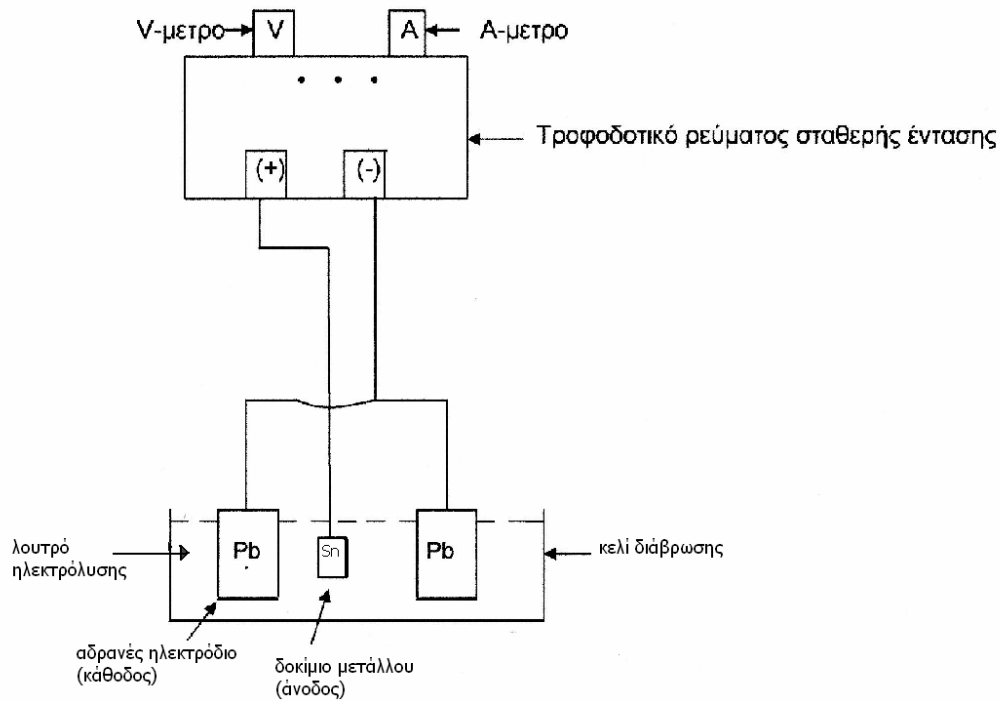 V-μετρο
V
A
Α-μετρο
Τροφοδοτικό ρεύματος σταθερής έντασης
(+)
(-)
λουτρό
ηλεκτρόλυσης
Pb
Sn
Pb
κελί διάβρωσης
αδρανές ηλεκτρόδιο
(κάθοδος)
δοκίμιο μετάλλου
(άνοδος)